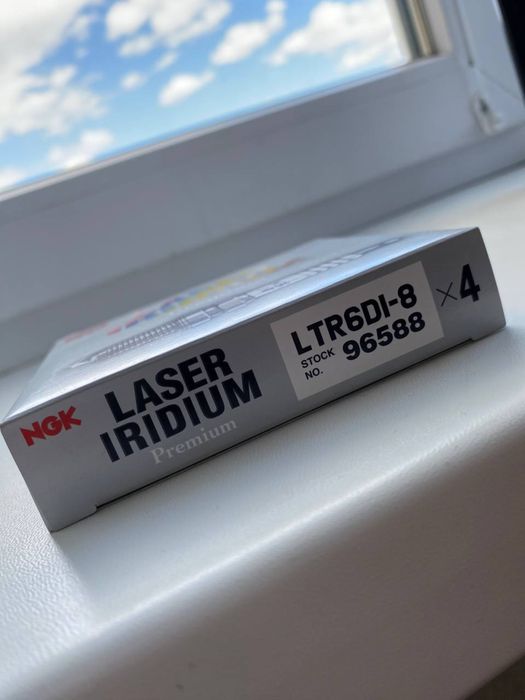 NGK
LASER
IRIDIUM
Premium
LTR6DI-8
STOCK
NO. 96588
×4